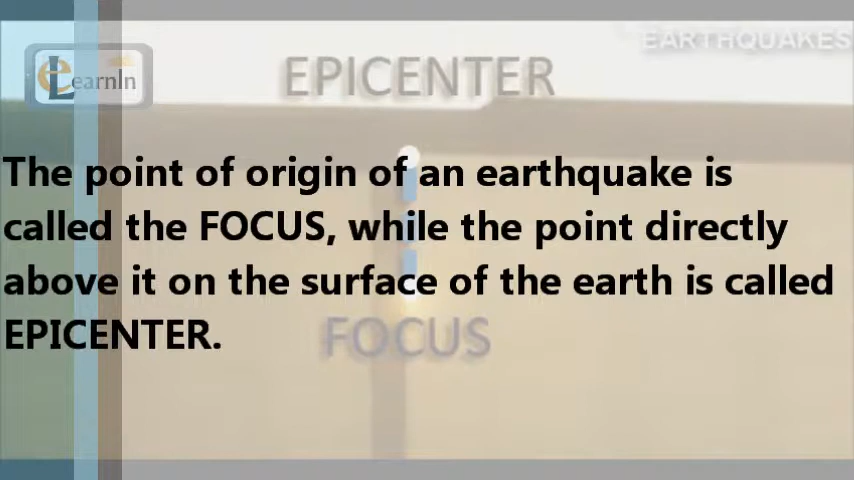 EARTHQUAKES
eLearnIn
EPICENTER
The point of origin of an earthquake is
called the FOCUS, while the point directly
above it on the surface of the earth is called
EPICENTER.
FOCUS